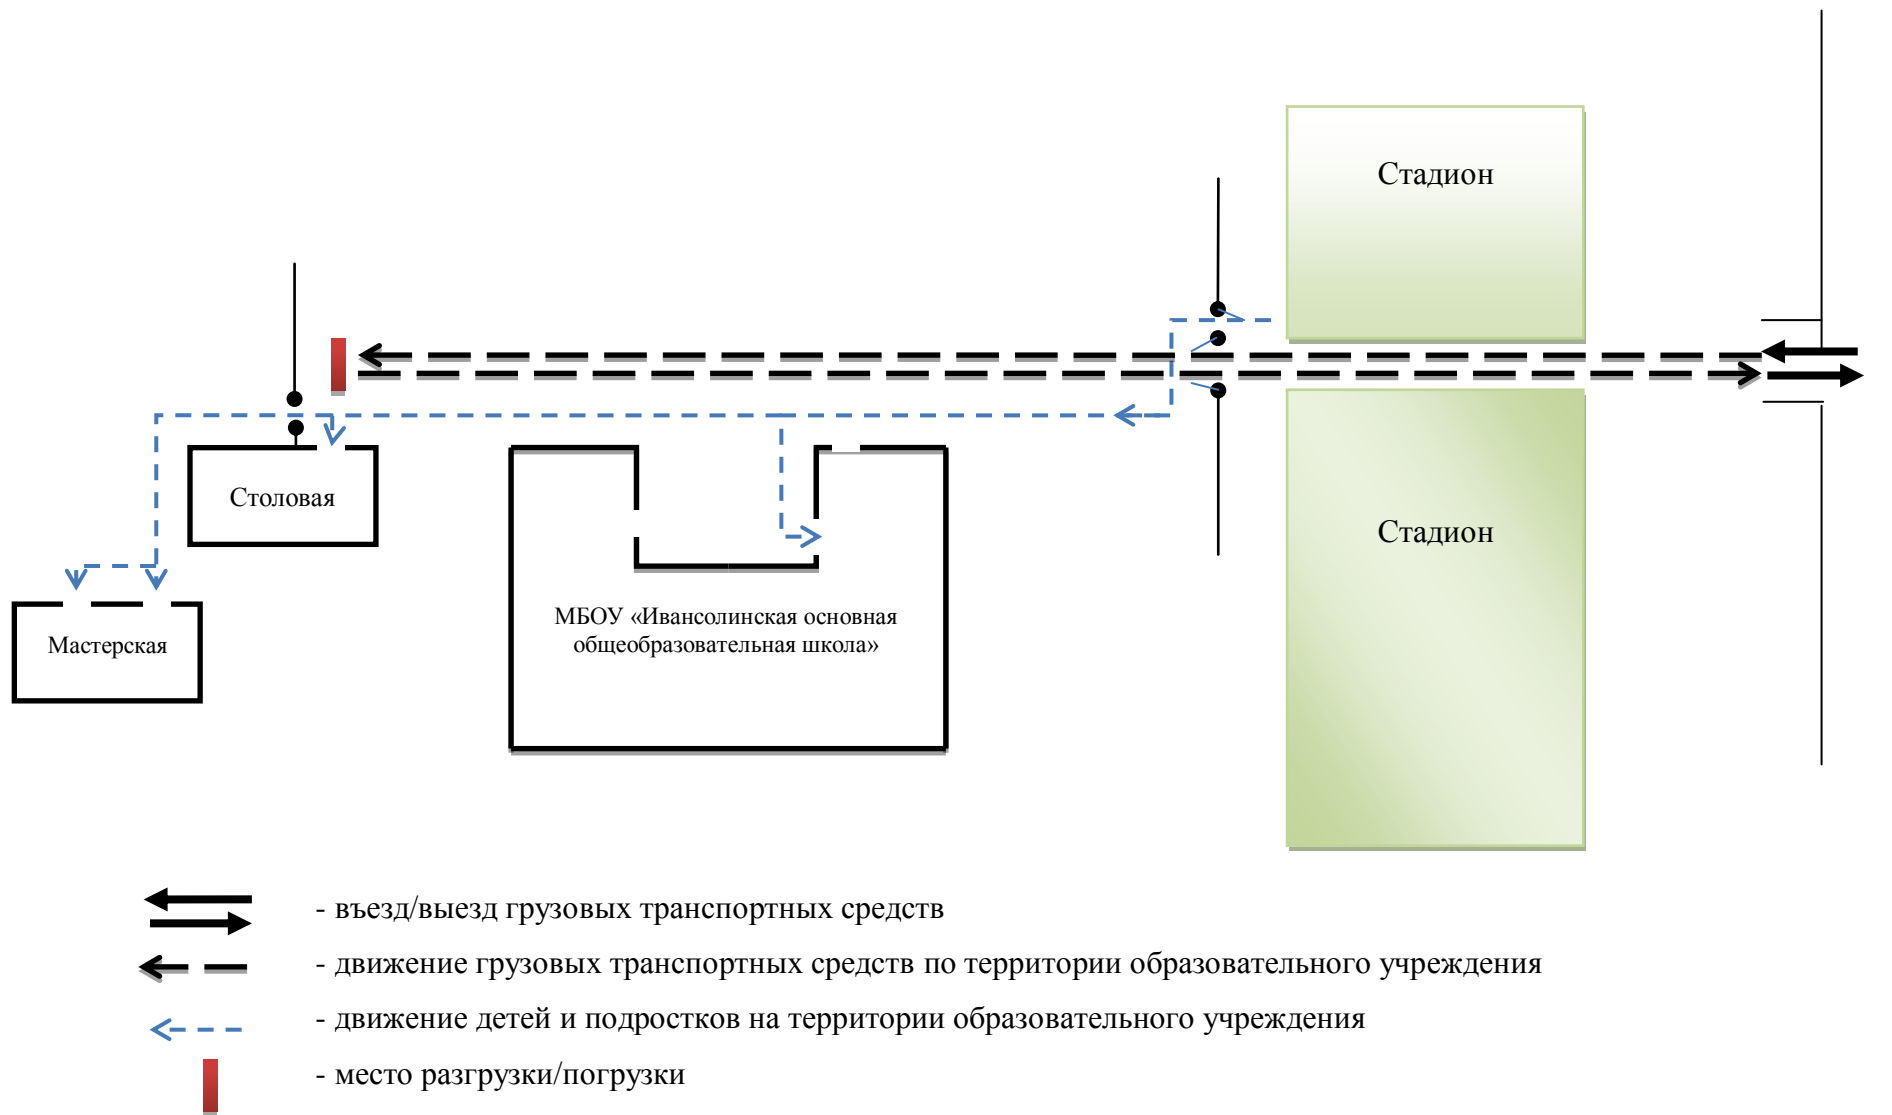 Стадион
Столовая
Стадион
МБОУ «Ивансолинская основная
общеобразовательная школа»
Мастерская
- въезд/выезд грузовых транспортных средств
- движение грузовых транспортных средств по территории образовательного учреждения
- движение детей и подростков на территории образовательного учреждения
- место разгрузки/погрузки